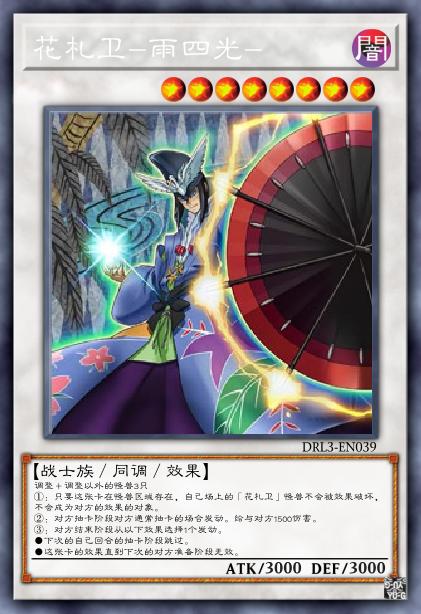 花札卫-雨四光-
闇
DRL3-EN039
【战士族/同调/效果】
调整+调整以外的怪兽3只
①:只要这张卡在怪兽区域存在,自己场上的「花札卫」怪兽不会被效果破坏,
不会成为对方的效果的对象。
②:对方抽卡阶段对方通常抽卡的场合发动。给与对方1500伤害。
③:对方结束阶段从以下效果选择1个发动。
●下次的自己回合的抽卡阶段跳过。
●这张卡的效果直到下次的对方准备阶段无效。
ATK/3000 DEF/3000